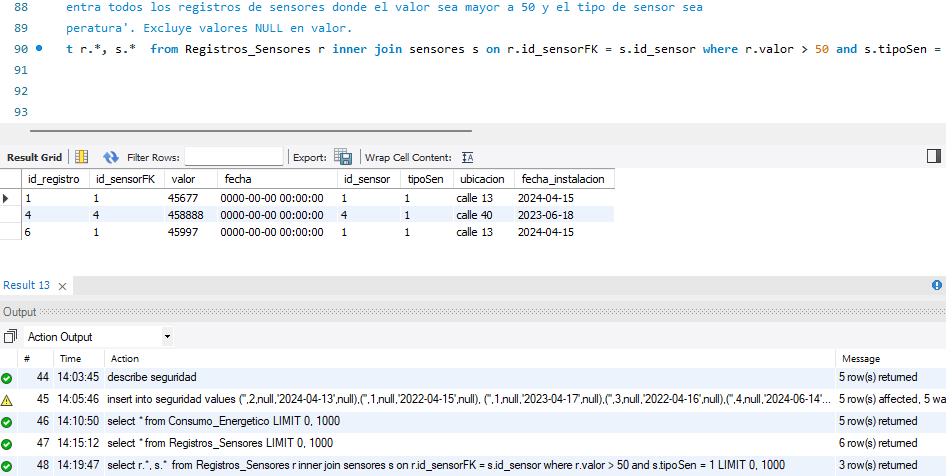 88 entra todos los registros de sensores donde el valor sea mayor a 50 y el tipo de sensor sea
89 peratura'. Excluye valores NULL en valor.
90 t r.*, s.*  from Registros_Sensores r inner join sensores s on r.id_sensorFK = s.id_sensor where r.valor > 50 and s.tipoSen =
91
92
93
Result Grid Filter Rows: Export: Wrap Cell Content:
id_registro id_sensorFK valor fecha id_sensor tipoSen ubicacion fecha_instalacion
1 1 45677 0000-00-00 00:00:00 1 1 calle 13 2024-04-15
4 4 458888 0000-00-00 00:00:00 4 1 calle 40 2023-06-18
6 1 45997 0000-00-00 00:00:00 1 1 calle 13 2024-04-15
Result 13
Output
Action Output
# Time Action Message
44 14:03:45 describe seguridad 5 row(s) returned
45 14:05:46 insert into seguridad values ('',2,null,'2024-04-13',null),('',1,null,'2022-04-15',null), ('',1,null,'2023-04-17',null),('',3,null,'2022-04-16',null),('',4,null,'2024-06-14'... 5 row(s) affected, 5 wa
46 14:10:50 select * from Consumo_Energetico LIMIT 0, 1000 5 row(s) returned
47 14:15:12 select * from Registros_Sensores LIMIT 0, 1000 6 row(s) returned
48 14:19:47 select r.*, s.*  from Registros_Sensores r inner join sensores s on r.id_sensorFK = s.id_sensor where r.valor > 50 and s.tipoSen = 1 LIMIT 0, 1000 3 row(s) returned